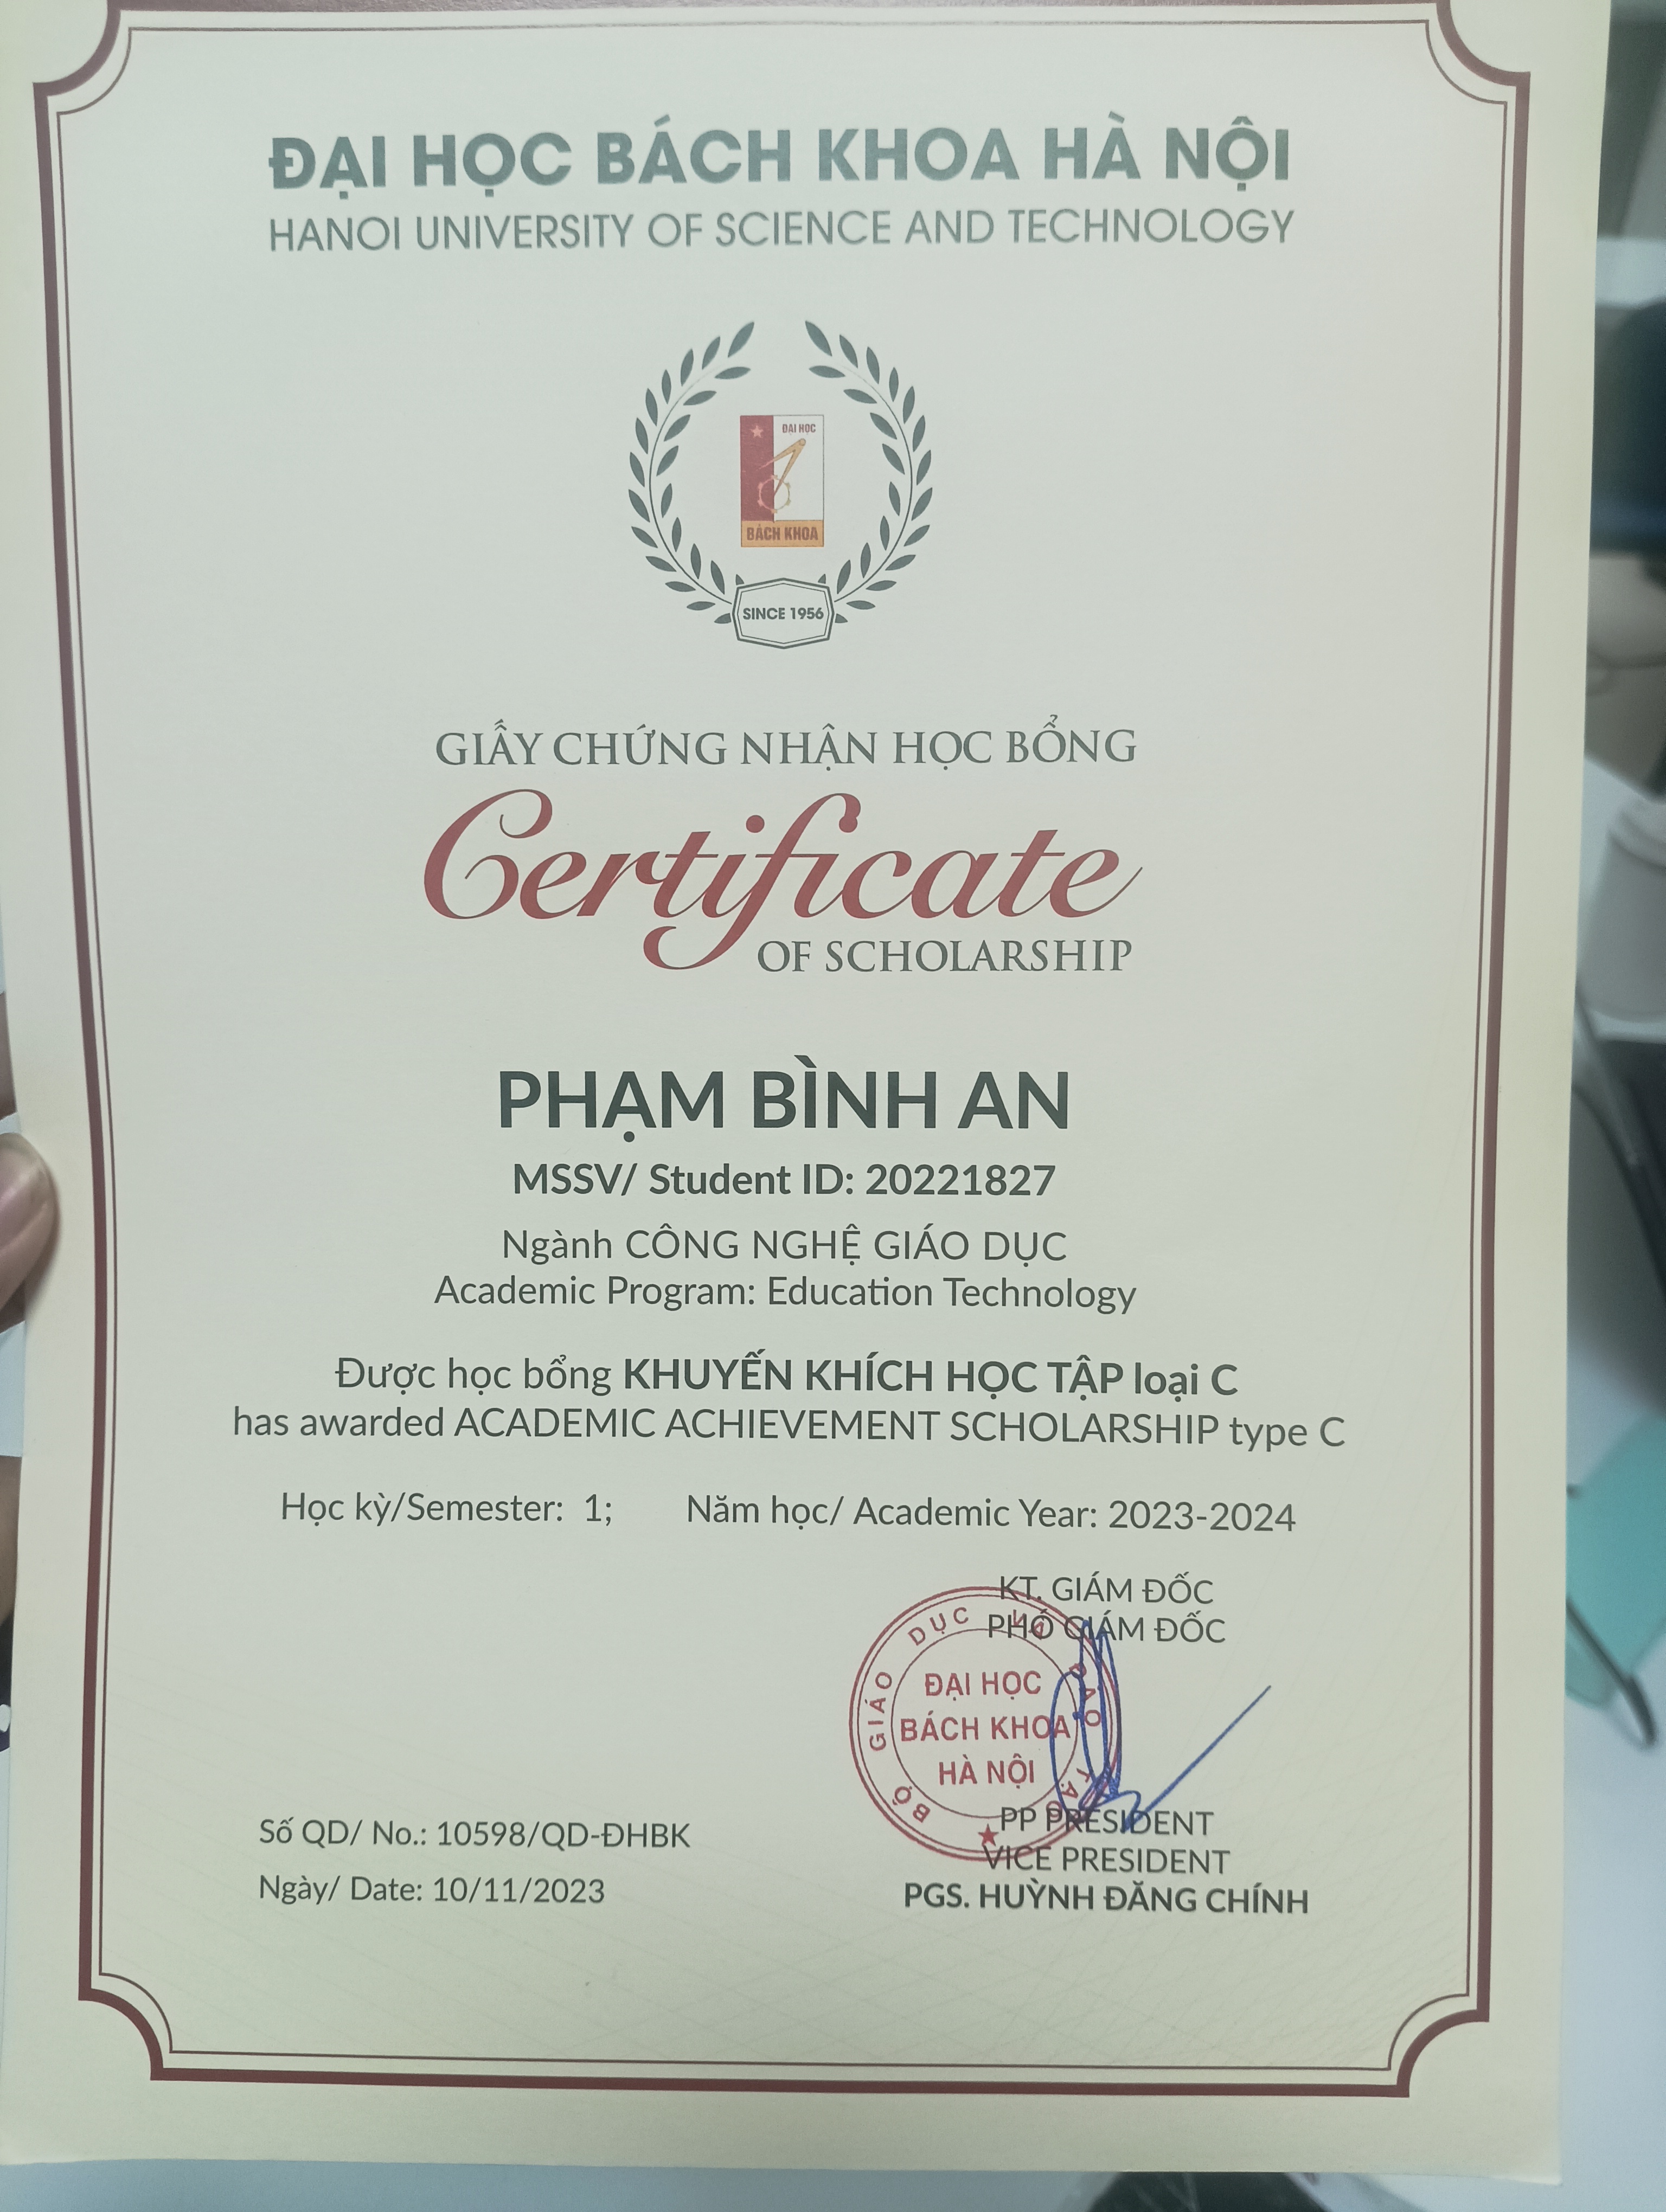 ĐẠI HỌC BÁCH KHOA HÀ NỘI
HANOI UNIVERSITY OF SCIENCE AND TECHNOLOGY
ĐẠI HỌC
BÁCH KHOA
SINCE 1956
GIẤY CHỨNG NHẬN HỌC BỔNG
Certificate
OF SCHOLARSHIP
PHẠM BÌNH AN
MSSV/ Student ID: 20221827
Ngành CÔNG NGHỆ GIÁO DỤC
Academic Program: Education Technology
Được học bổng KHUYẾN KHÍCH HỌC TẬP loại C
has awarded ACADEMIC ACHIEVEMENT SCHOLARSHIP type C
Học kỳ/Semester: 1; Năm học/ Academic Year: 2023-2024
KT. GIÁM ĐỐC
PHÓ GIÁM ĐỐC
BỘ GIÁO DỤC VÀ ĐÀO TẠO
ĐẠI HỌC
BÁCH KHOA
HÀ NỘI
PP PRESIDENT
VICE PRESIDENT
PGS. HUỲNH ĐĂNG CHÍNH
Số QD/ No.: 10598/QD-ĐHBK
Ngày/ Date: 10/11/2023